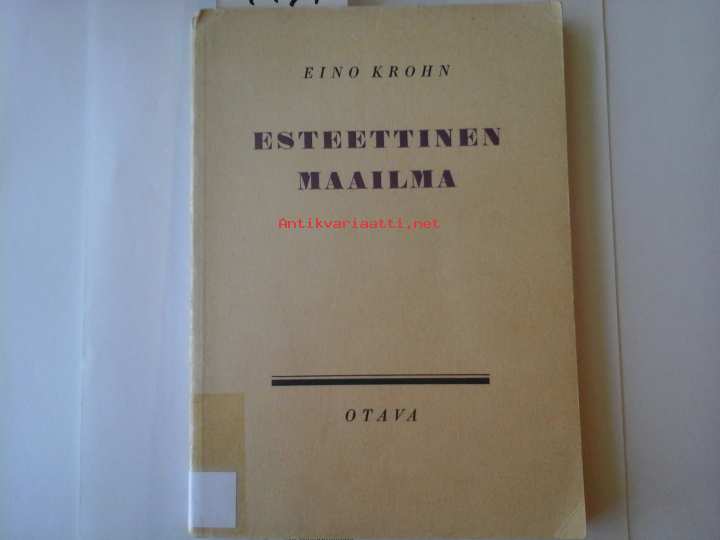 EINO KROHN
ESTEETTINEN
MAAILMA
Antikvariaatti.net
OTAVA